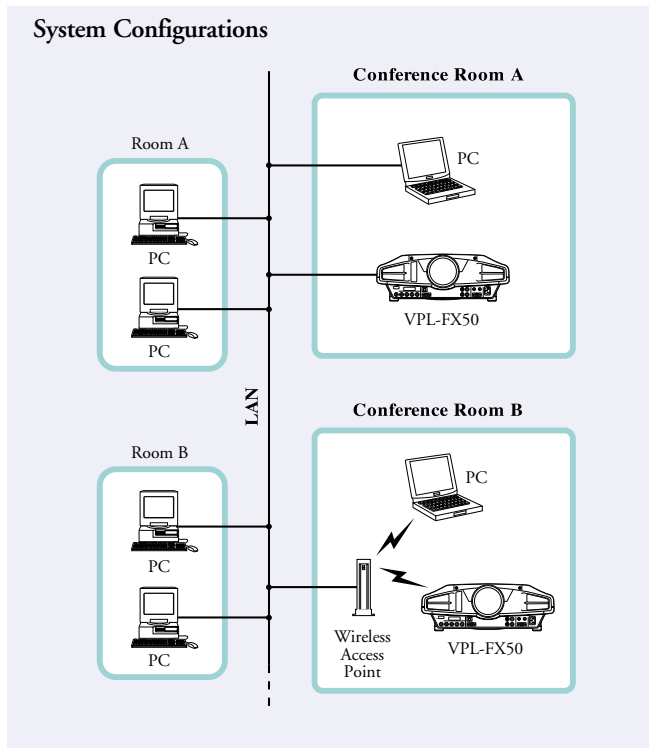 System Configurations
Conference Room A
Room A
PC
PC
PC
VPL-FX50
PC
LAN
Conference Room B
Room B
PC
PC
PC
Wireless
Access
Point
VPL-FX50